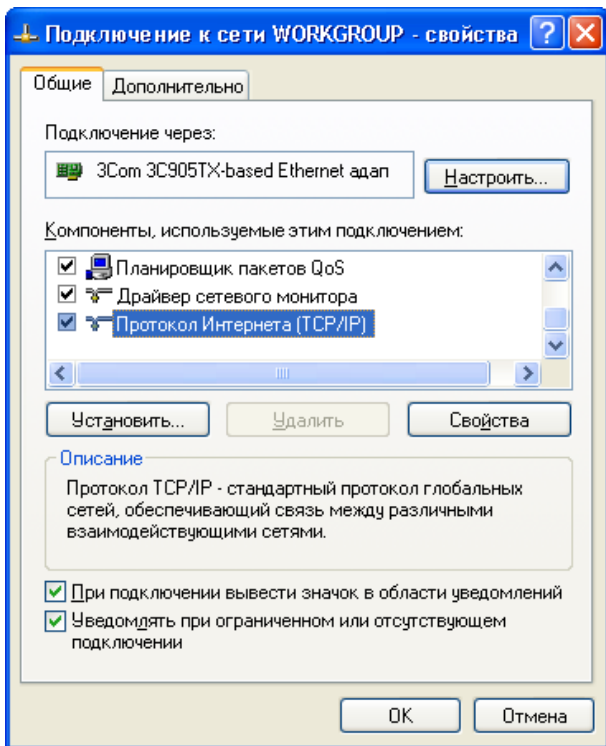 Подключение к сети WORKGROUP - свойства
Общие
Дополнительно
Подключение через:
3Com 3C905TX-based Ethernet адап
Настроить...
Компоненты, используемые этим подключением:
Планировщик пакетов QoS
Драйвер сетевого монитора
Протокол Интернета (TCP/IP)
Установить...
Удалить
Свойства
Описание
Протокол TCP/IP - стандартный протокол глобальных
сетей, обеспечивающий связь между различными
взаимодействующими сетями.
При подключении вывести значок в области уведомлений
Уведомлять при ограниченном или отсутствующем
подключении
OK
Отмена